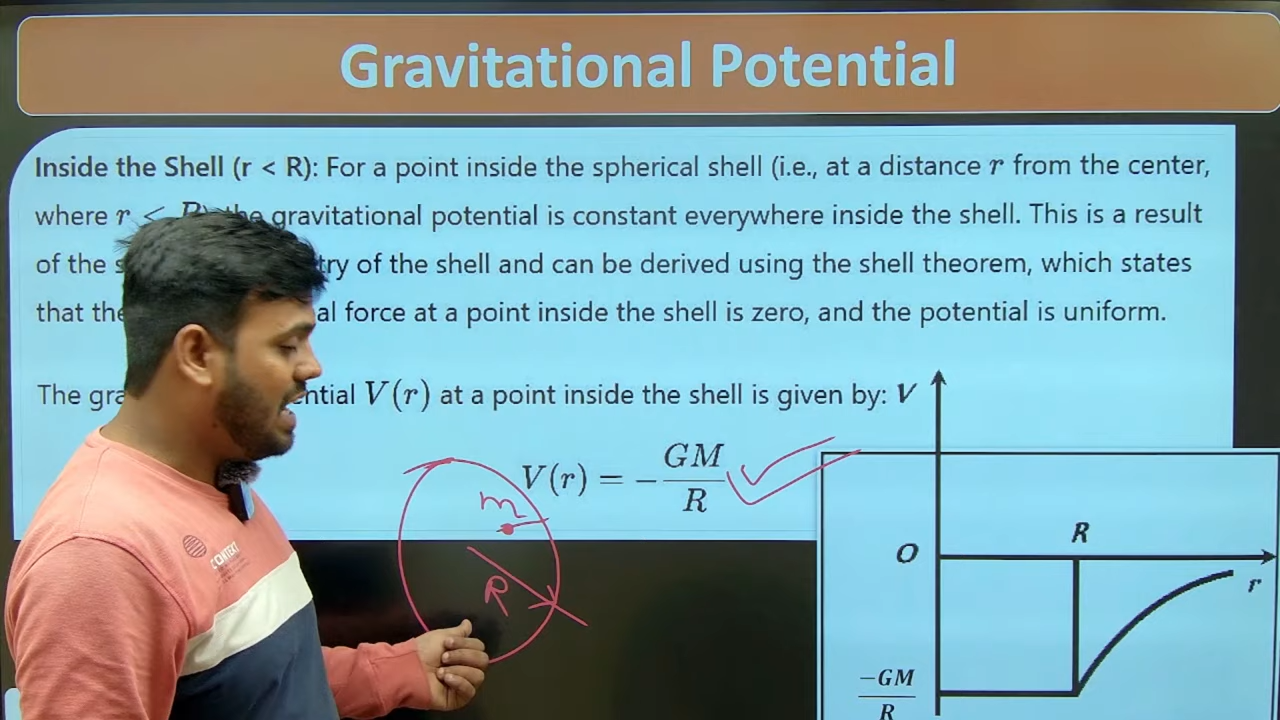 Gravitational Potential
Inside the Shell (r < R): For a point inside the spherical shell (i.e., at a distance r from the center,
where r < R) the gravitational potential is constant everywhere inside the shell. This is a result
of the try of the shell and can be derived using the shell theorem, which states
that the al force at a point inside the shell is zero, and the potential is uniform.
The gra ntial V(r) at a point inside the shell is given by:
V(r) = -GM/R
m
R
V
R
O
r
-GM/R
CONTEXT